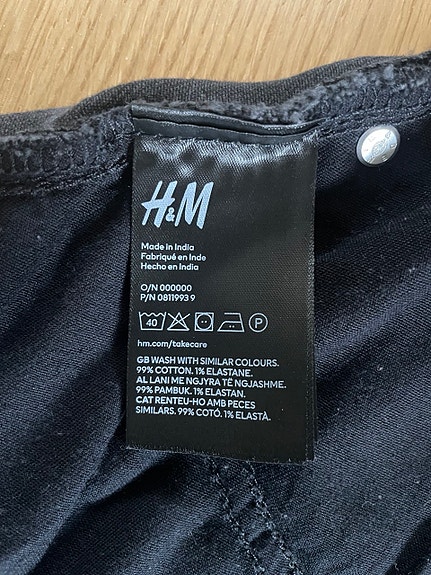 H&M
Made in India
Fabriqué en Inde
Hecho en India
O/N 000000
P/N 0811993 9
40 P
hm.com/takecare
GB WASH WITH SIMILAR COLOURS.
99% COTTON. 1% ELASTANE.
AL LANI ME NGJYRA TË NGJASHME.
99% PAMBUK. 1% ELASTAN.
CAT RENTEU-HO AMB PECES
SIMILARS. 99% COTÓ. 1% ELASTÀ.